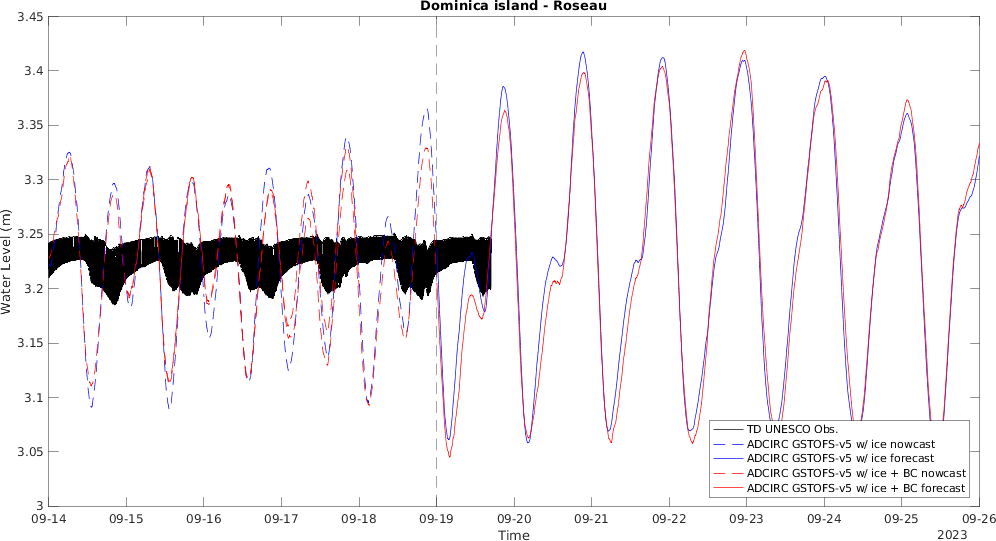 Dominica island - Roseau
3.45
3.4
3.35
3.3
3.25
3.2
3.15
3.1
3.05
3
Water Level (m)
TD UNESCO Obs.
ADCIRC GSTOFS-v5 w/ ice nowcast
ADCIRC GSTOFS-v5 w/ ice forecast
ADCIRC GSTOFS-v5 w/ ice + BC nowcast
ADCIRC GSTOFS-v5 w/ ice + BC forecast
09-14 09-15 09-16 09-17 09-18 09-19 09-20 09-21 09-22 09-23 09-24 09-25 09-26
Time
2023